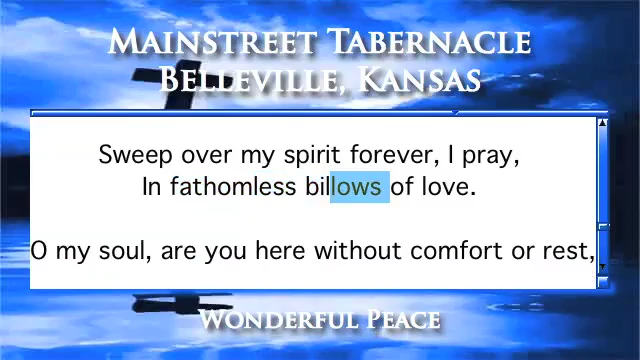 Mainstreet Tabernacle
Belleville, Kansas
Sweep over my spirit forever, I pray,
In fathomless billows of love.
O my soul, are you here without comfort or rest,
Wonderful Peace